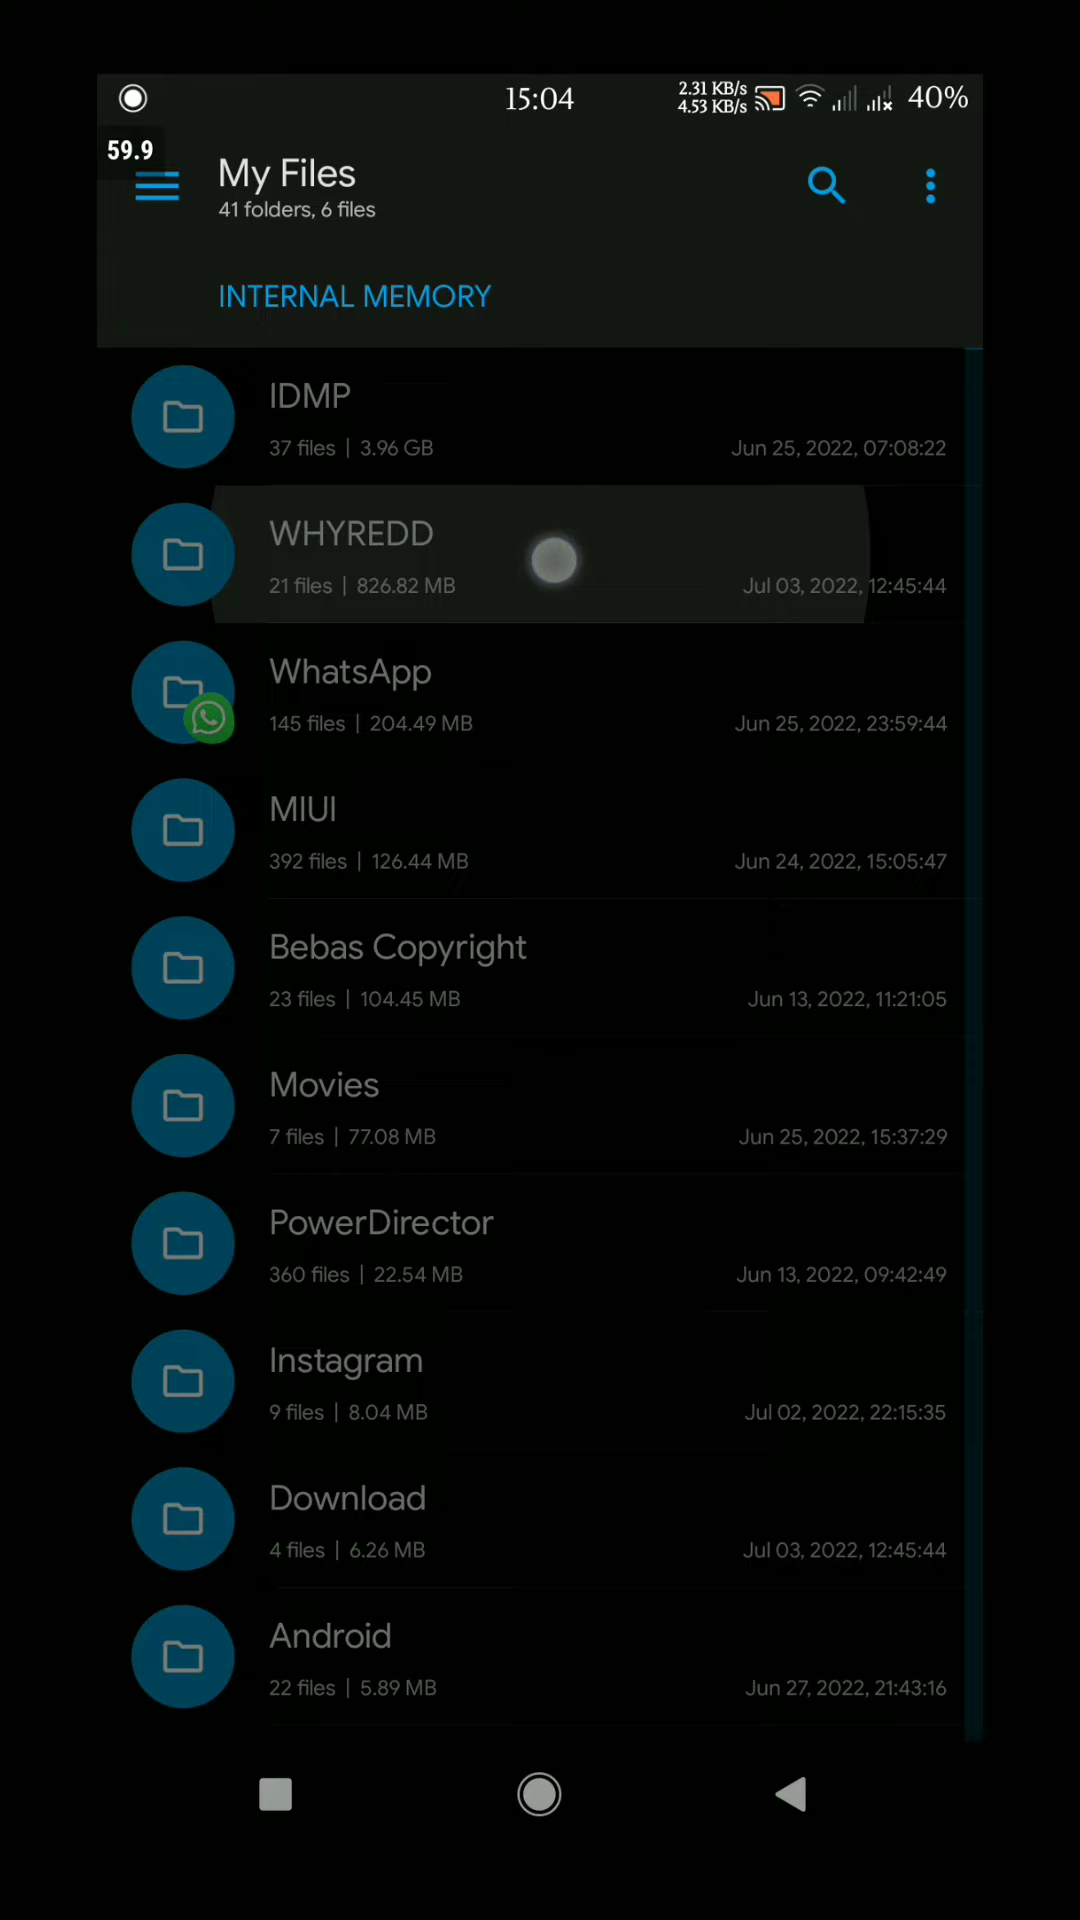 15:04
2.31 KB/s
4.53 KB/s
40%
59.9
My Files
41 folders, 6 files
INTERNAL MEMORY
IDMP
37 files | 3.96 GB
Jun 25, 2022, 07:08:22
WHYREDD
21 files | 826.82 MB
Jul 03, 2022, 12:45:44
WhatsApp
145 files | 204.49 MB
Jun 25, 2022, 23:59:44
MIUI
392 files | 126.44 MB
Jun 24, 2022, 15:05:47
Bebas Copyright
23 files | 104.45 MB
Jun 13, 2022, 11:21:05
Movies
7 files | 77.08 MB
Jun 25, 2022, 15:37:29
PowerDirector
360 files | 22.54 MB
Jun 13, 2022, 09:42:49
Instagram
9 files | 8.04 MB
Jul 02, 2022, 22:15:35
Download
4 files | 6.26 MB
Jul 03, 2022, 12:45:44
Android
22 files | 5.89 MB
Jun 27, 2022, 21:43:16